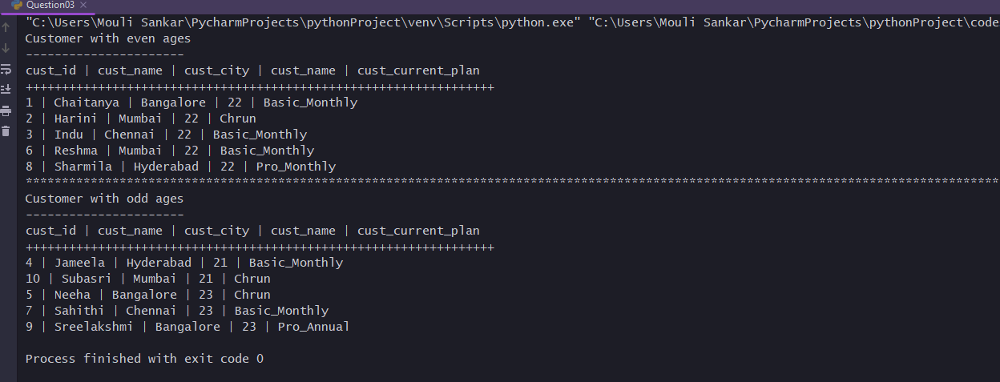 Question03 ×
"C:\Users\Mouli Sankar\PycharmProjects\pythonProject\venv\Scripts\python.exe" "C:\Users\Mouli Sankar\PycharmProjects\pythonProject\code
Customer with even ages
----------------------
cust_id | cust_name | cust_city | cust_name | cust_current_plan
+++++++++++++++++++++++++++++++++++++++++++++++++++++++++++++++++
1 | Chaitanya | Bangalore | 22 | Basic_Monthly
2 | Harini | Mumbai | 22 | Chrun
3 | Indu | Chennai | 22 | Basic_Monthly
6 | Reshma | Mumbai | 22 | Basic_Monthly
8 | Sharmila | Hyderabad | 22 | Pro_Monthly
***************************************************************************************************************************************
Customer with odd ages
----------------------
cust_id | cust_name | cust_city | cust_name | cust_current_plan
+++++++++++++++++++++++++++++++++++++++++++++++++++++++++++++++++
4 | Jameela | Hyderabad | 21 | Basic_Monthly
10 | Subasri | Mumbai | 21 | Chrun
5 | Neeha | Bangalore | 23 | Chrun
7 | Sahithi | Chennai | 23 | Basic_Monthly
9 | Sreelakshmi | Bangalore | 23 | Pro_Annual
Process finished with exit code 0